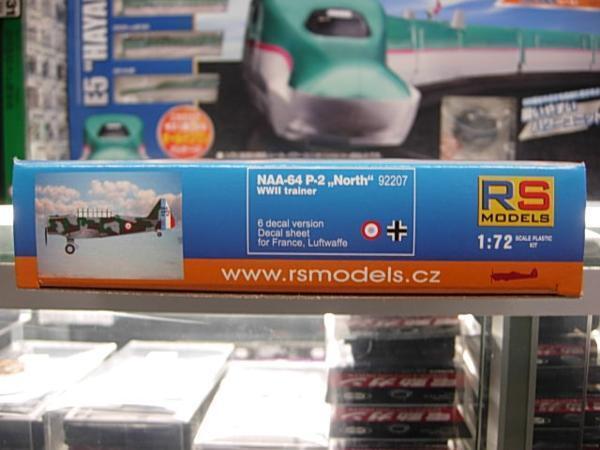 E5 "HAYA
NAA-64 P-2 „North“ 92207
WWII trainer
6 decal version
Decal sheet
for France, Luftwaffe
RS
MODELS
1:72 SCALE PLASTIC KIT
www.rsmodels.cz